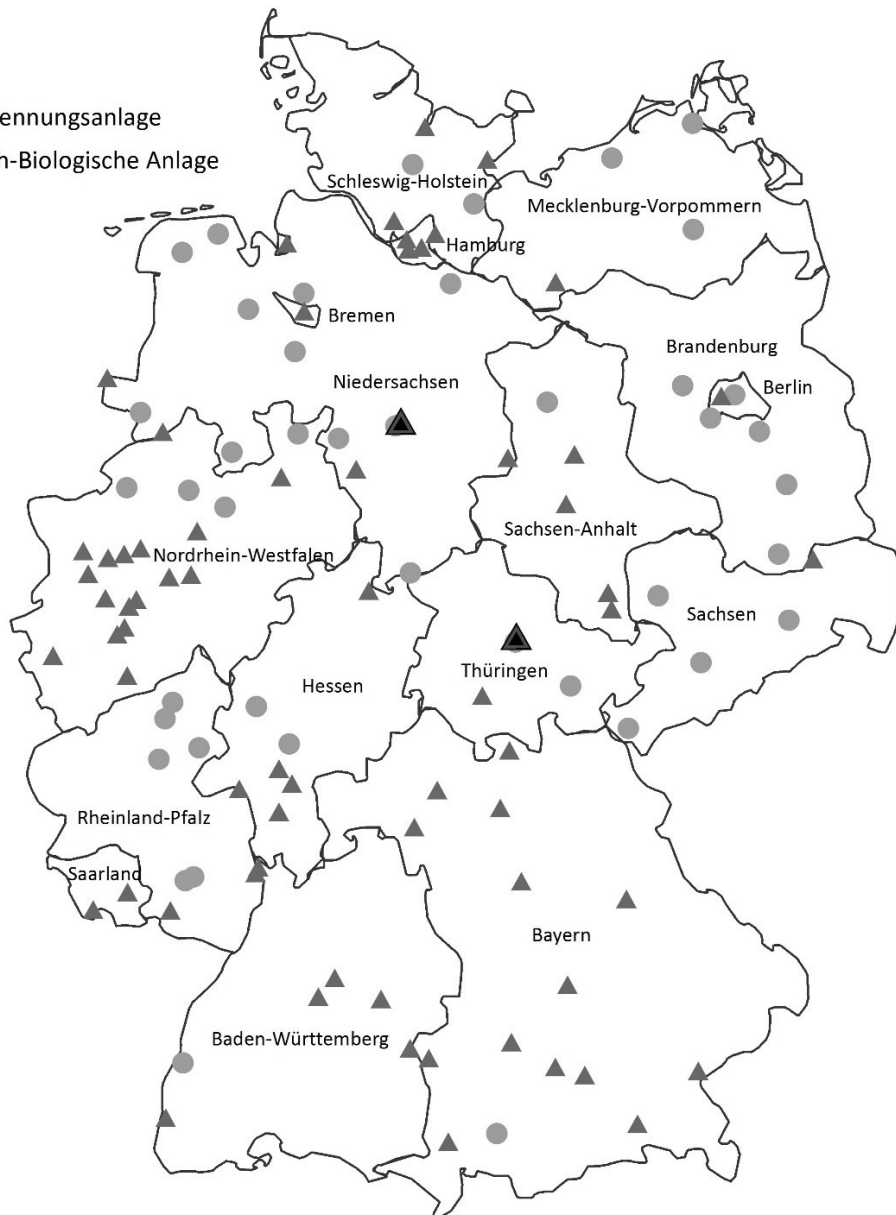 ennungsanlage
h-Biologische Anlage
Schleswig-Holstein
Mecklenburg-Vorpommern
Hamburg
Bremen
Brandenburg
Niedersachsen
Berlin
Sachsen-Anhalt
Nordrhein-Westfalen
Sachsen
Thüringen
Hessen
Rheinland-Pfalz
Saarland
Bayern
Baden-Württemberg